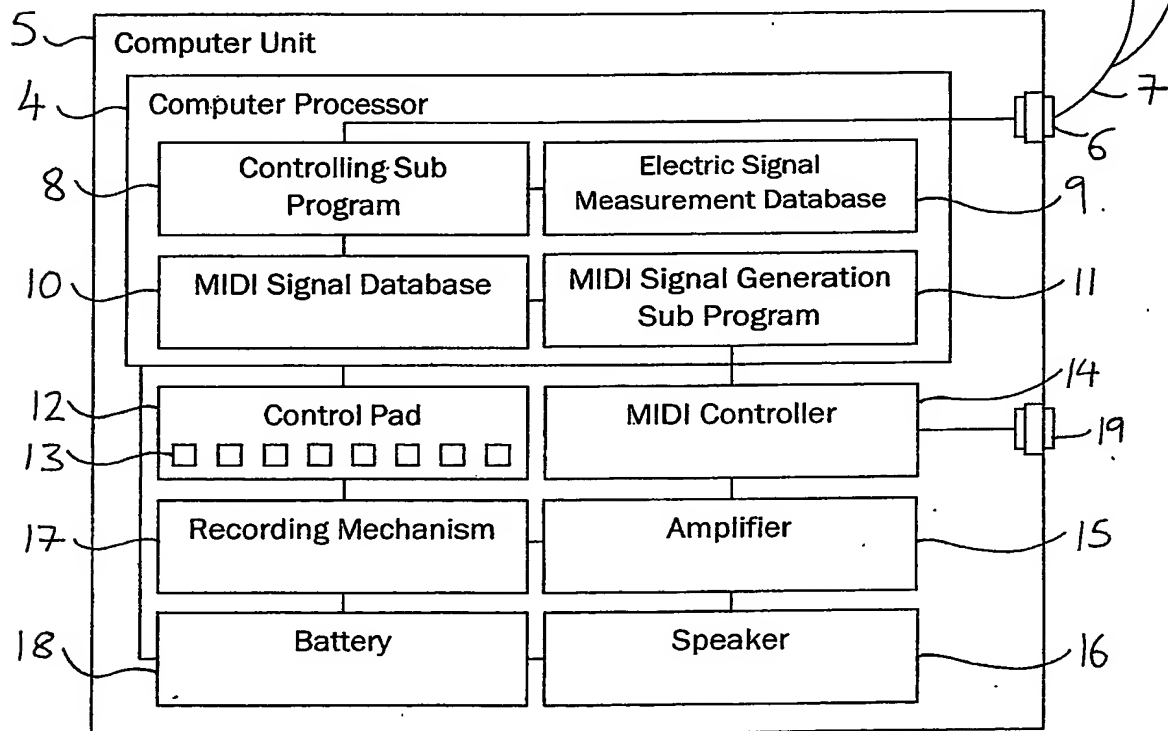 5
Computer Unit
4
Computer Processor
7
6
8
Controlling Sub
Program
Electric Signal
Measurement Database
9
10
MIDI Signal Database
MIDI Signal Generation
Sub Program
11
12
Control Pad
13
MIDI Controller
14
19
17
Recording Mechanism
Amplifier
15
18
Battery
Speaker
16